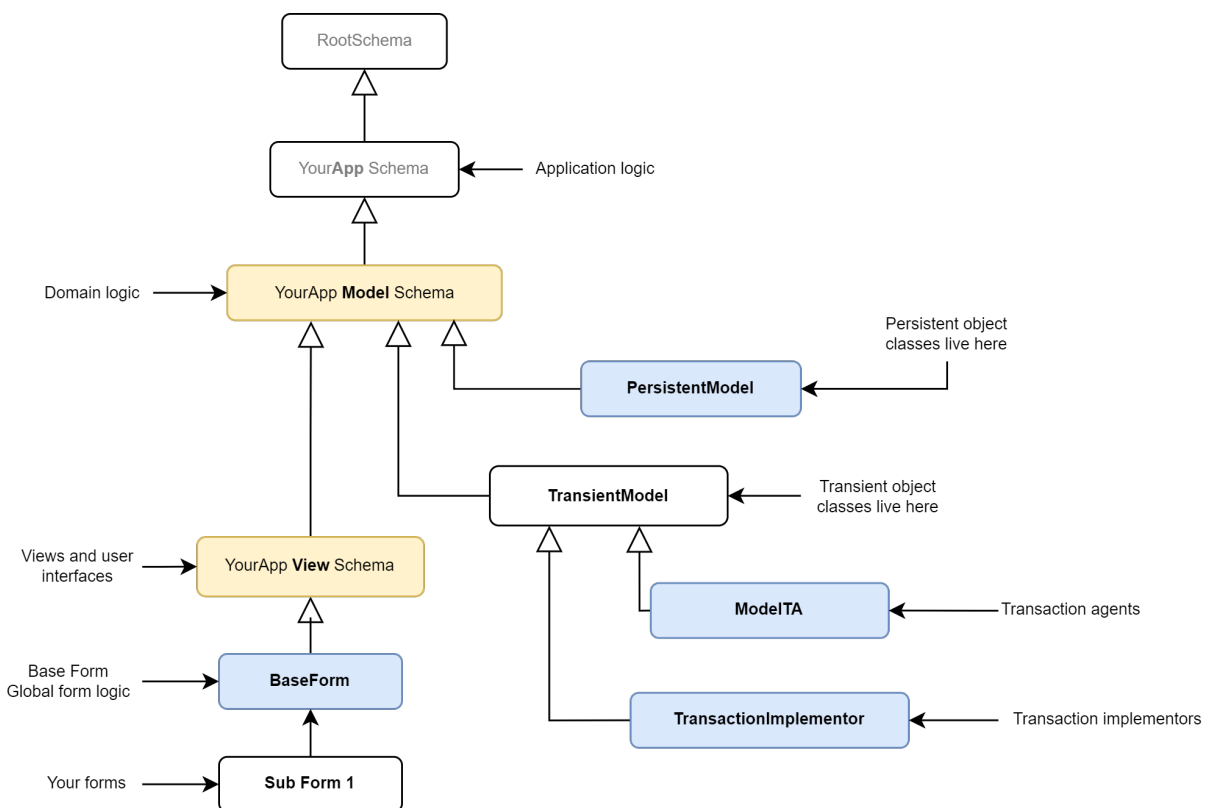 RootSchema
YourApp Schema
Application logic
Domain logic
YourApp Model Schema
Persistent object
classes live here
PersistentModel
TransientModel
Transient object
classes live here
Views and user
interfaces
YourApp View Schema
ModelTA
Transaction agents
Base Form
Global form logic
BaseForm
TransactionImplementor
Transaction implementors
Your forms
Sub Form 1